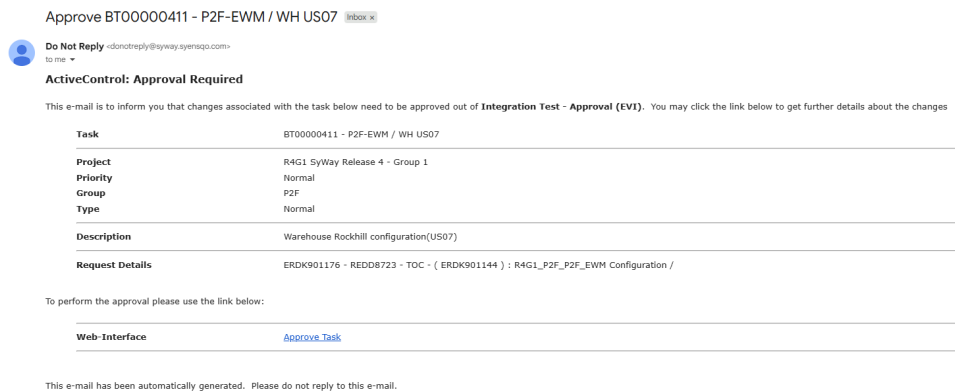 Approve BT00000411 - P2F-EWM / WH US07 Inbox ×
Do Not Reply <donotreply@syway.syensqo.com>
to me
ActiveControl: Approval Required
This e-mail is to inform you that changes associated with the task below need to be approved out of Integration Test - Approval (EVI). You may click the link below to get further details about the changes
Task BT00000411 - P2F-EWM / WH US07
Project R4G1 SyWay Release 4 - Group 1
Priority Normal
Group P2F
Type Normal
Description Warehouse Rockhill configuration(US07)
Request Details ERDK901176 - REDD8723 - TOC - ( ERDK901144 ) : R4G1_P2F_P2F_EWM Configuration /
To perform the approval please use the link below:
Web-Interface Approve Task
This e-mail has been automatically generated. Please do not reply to this e-mail.